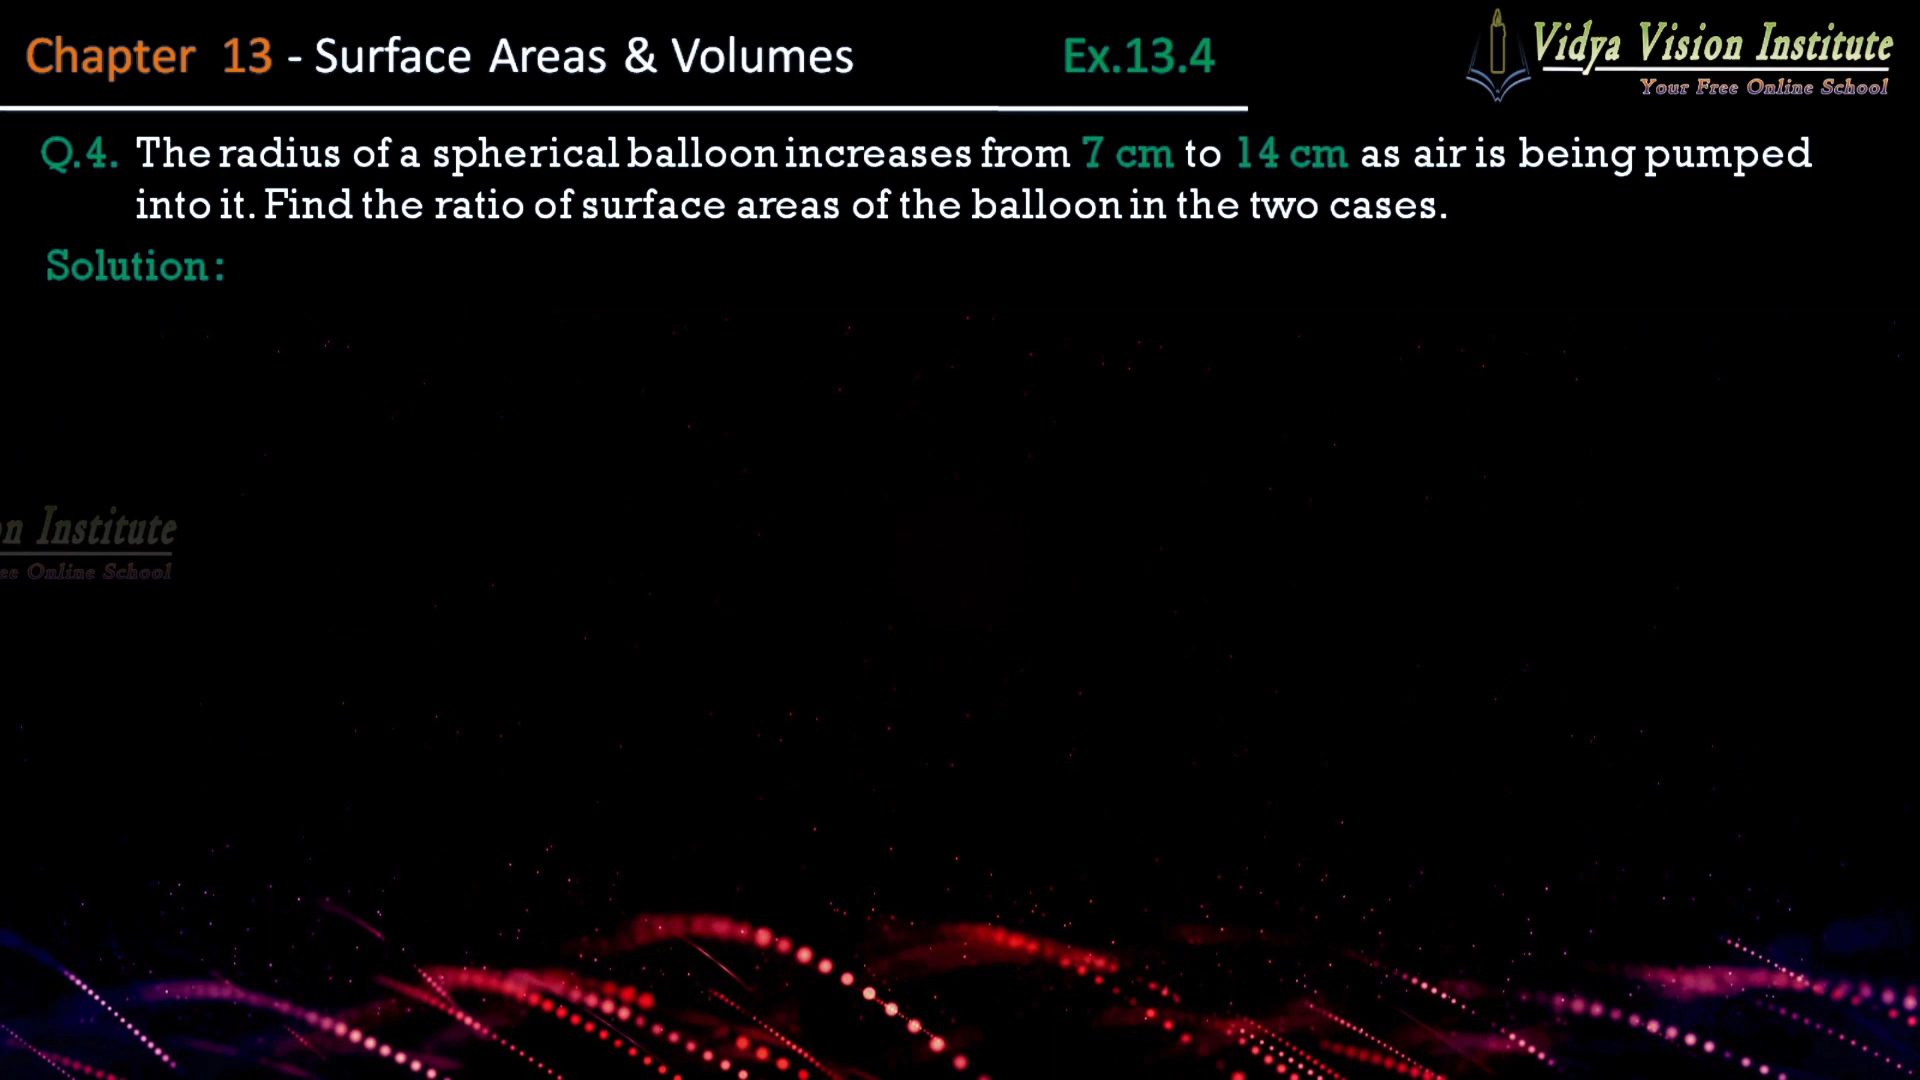 Chapter 13 - Surface Areas & Volumes
Ex.13.4
Vidya Vision Institute
Your Free Online School
Q.4. The radius of a spherical balloon increases from 7 cm to 14 cm as air is being pumped
into it. Find the ratio of surface areas of the balloon in the two cases.
Solution:
n Institute
ee Online School